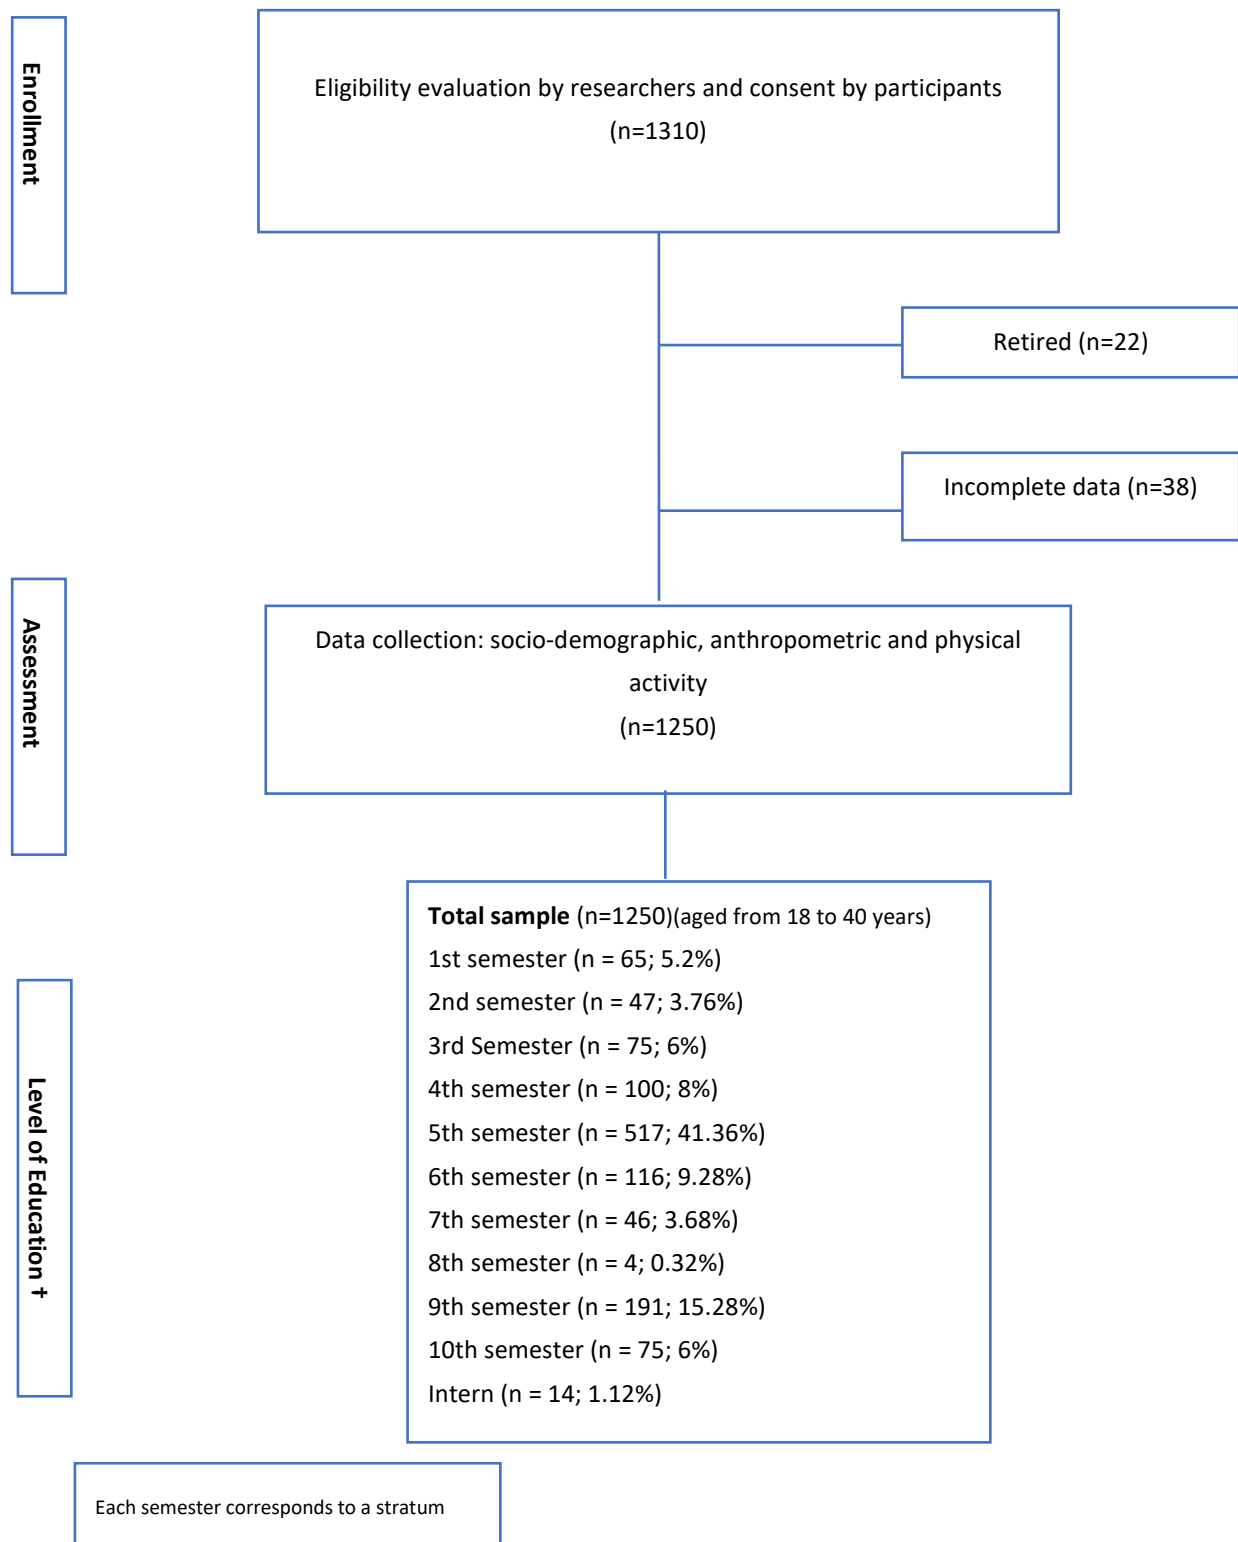 Enrollment
Eligibility evaluation by researchers and consent by participants
(n=1310)
Retired (n=22)
Incomplete data (n=38)
Assessment
Data collection: socio-demographic, anthropometric and physical
activity
(n=1250)
Level of Education †
Total sample (n=1250)(aged from 18 to 40 years)
1st semester (n = 65; 5.2%)
2nd semester (n = 47; 3.76%)
3rd Semester (n = 75; 6%)
4th semester (n = 100; 8%)
5th semester (n = 517; 41.36%)
6th semester (n = 116; 9.28%)
7th semester (n = 46; 3.68%)
8th semester (n = 4; 0.32%)
9th semester (n = 191; 15.28%)
10th semester (n = 75; 6%)
Intern (n = 14; 1.12%)
Each semester corresponds to a stratum